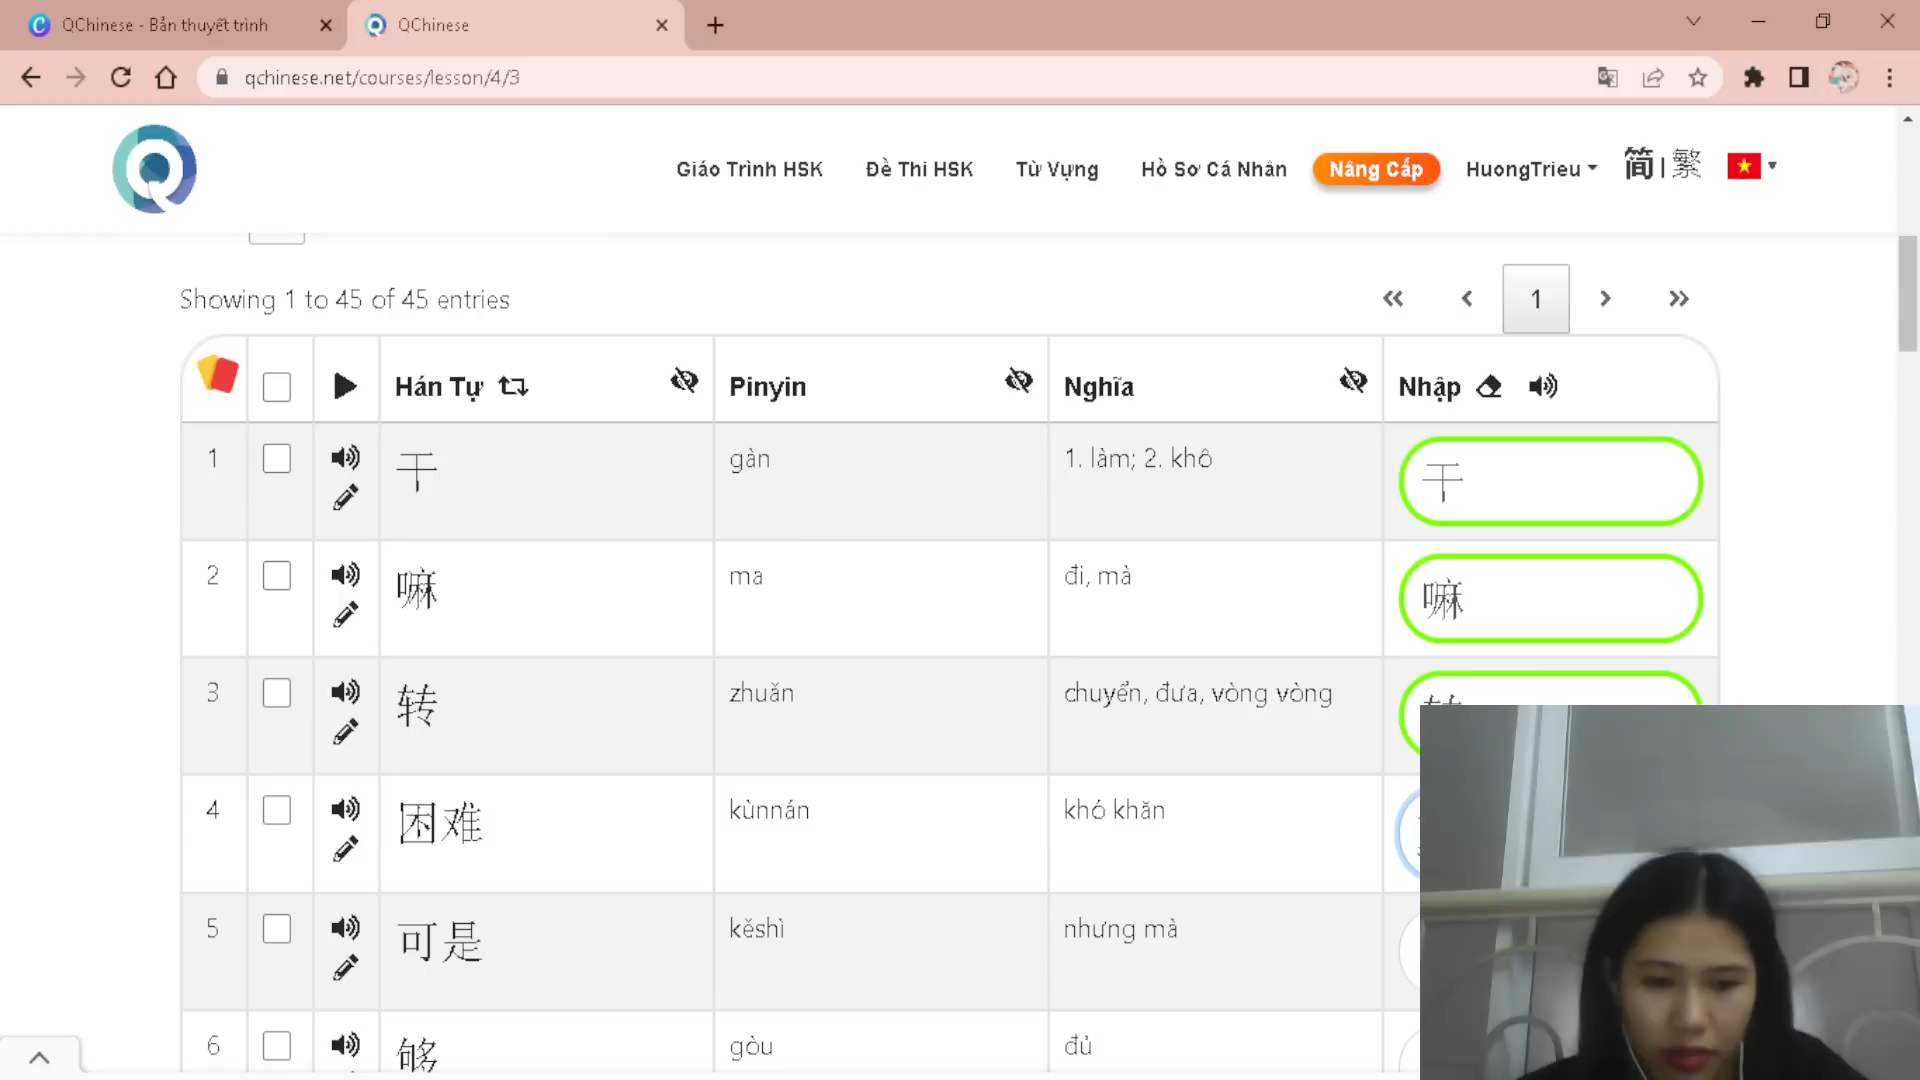 QChinese - Bản thuyết trình
QChinese
qchinese.net/courses/lesson/4/3
Giáo Trình HSK
Đề Thi HSK
Từ Vựng
Hồ Sơ Cá Nhân
Nâng Cấp
HuongTrieu
简 | 繁
Showing 1 to 45 of 45 entries
« ‹ 1 › »
Hán Tự Pinyin Nghĩa Nhập
1 干 gàn 1. làm; 2. khô 干
2 嘛 ma đi, mà 嘛
3 转 zhuǎn chuyển, đưa, vòng vòng
4 困难 kùnnán khó khăn
5 可是 kěshì nhưng mà
6 够 gòu đủ